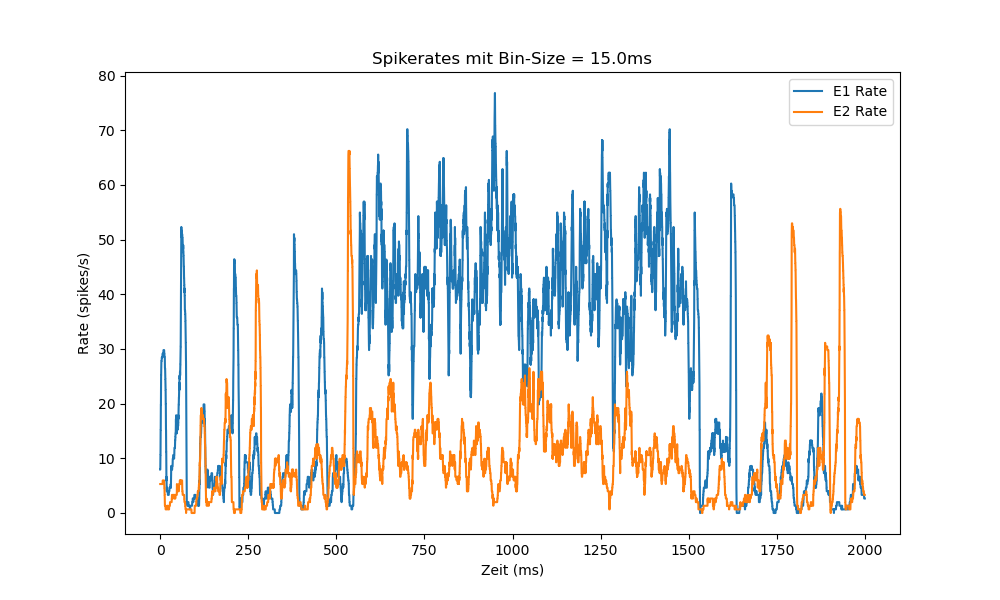 Spikerates mit Bin-Size = 15.0ms
E1 Rate
E2 Rate
Rate (spikes/s)
80
70
60
50
40
30
20
10
0
0 250 500 750 1000 1250 1500 1750 2000
Zeit (ms)